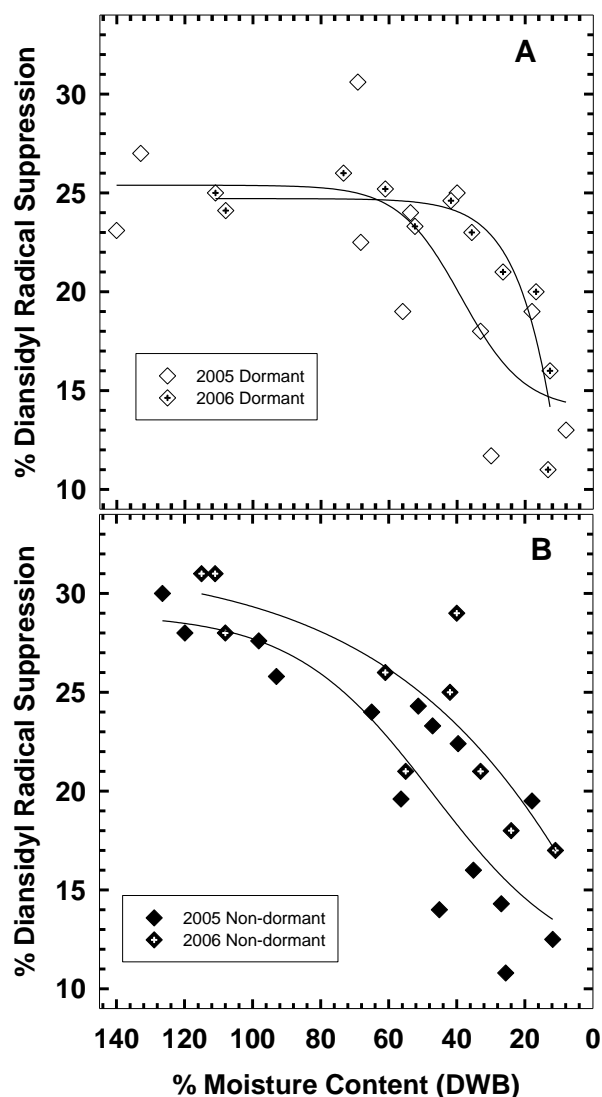 A
% Diansidyl Radical Suppression
30
25
20
15
10
2005 Dormant
2006 Dormant
B
% Diansidyl Radical Suppression
30
25
20
15
10
2005 Non-dormant
2006 Non-dormant
140 120 100 80 60 40 20 0
% Moisture Content (DWB)